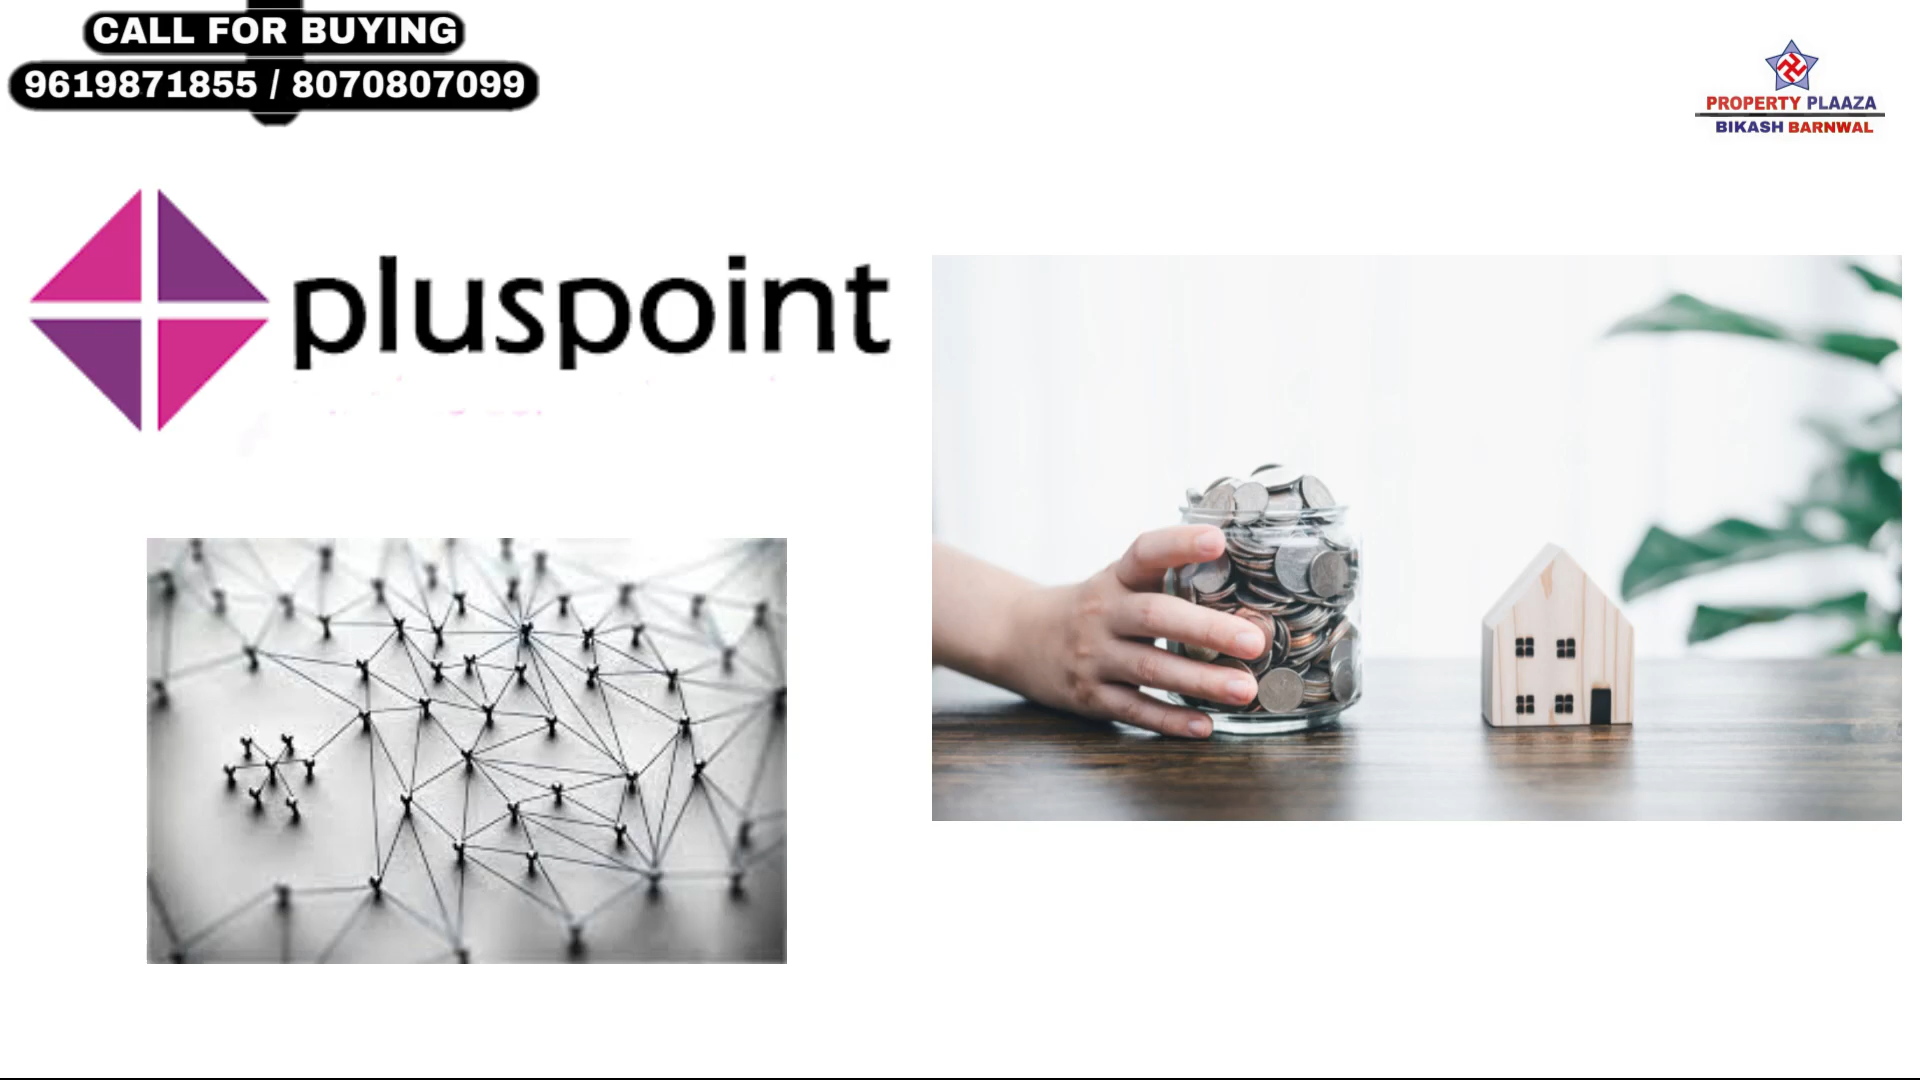 CALL FOR BUYING
9619871855 / 8070807099
PROPERTY PLAAZA
BIKASH BARNWAL
pluspoint